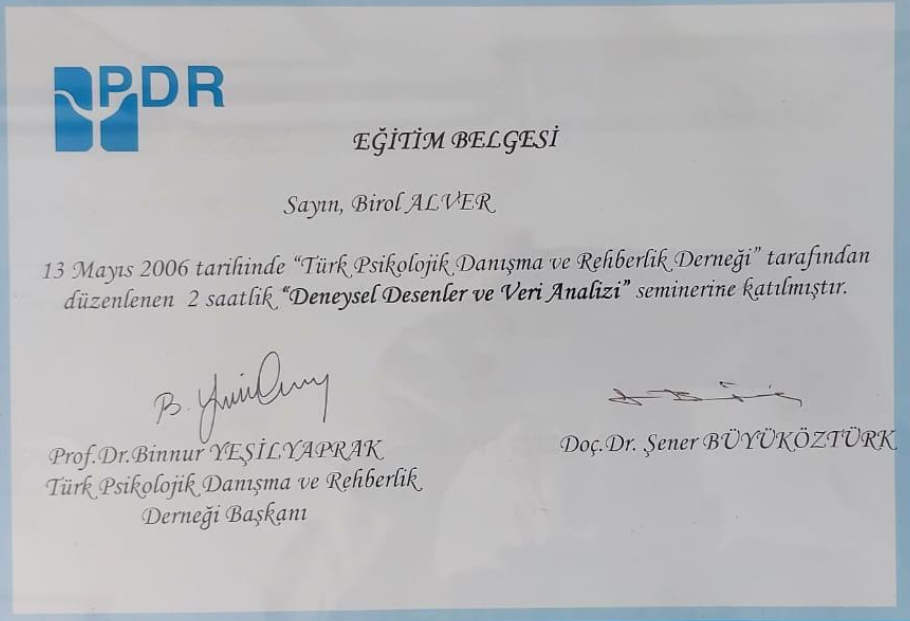 PDR
EĞİTİM BELGESİ
Sayın, Birol ALVER
13 Mayıs 2006 tarihinde “Türk Psikolojik Danışma ve Rehberlik Derneği” tarafından
düzenlenen 2 saatlik “Deneysel Desenler ve Veri Analizi” seminerine katılmıştır.
Prof.Dr.Binnur YEŞİLYAPRAK
Türk Psikolojik Danışma ve Rehberlik
Derneği Başkanı
Doç.Dr. Şener BÜYÜKÖZTÜRK